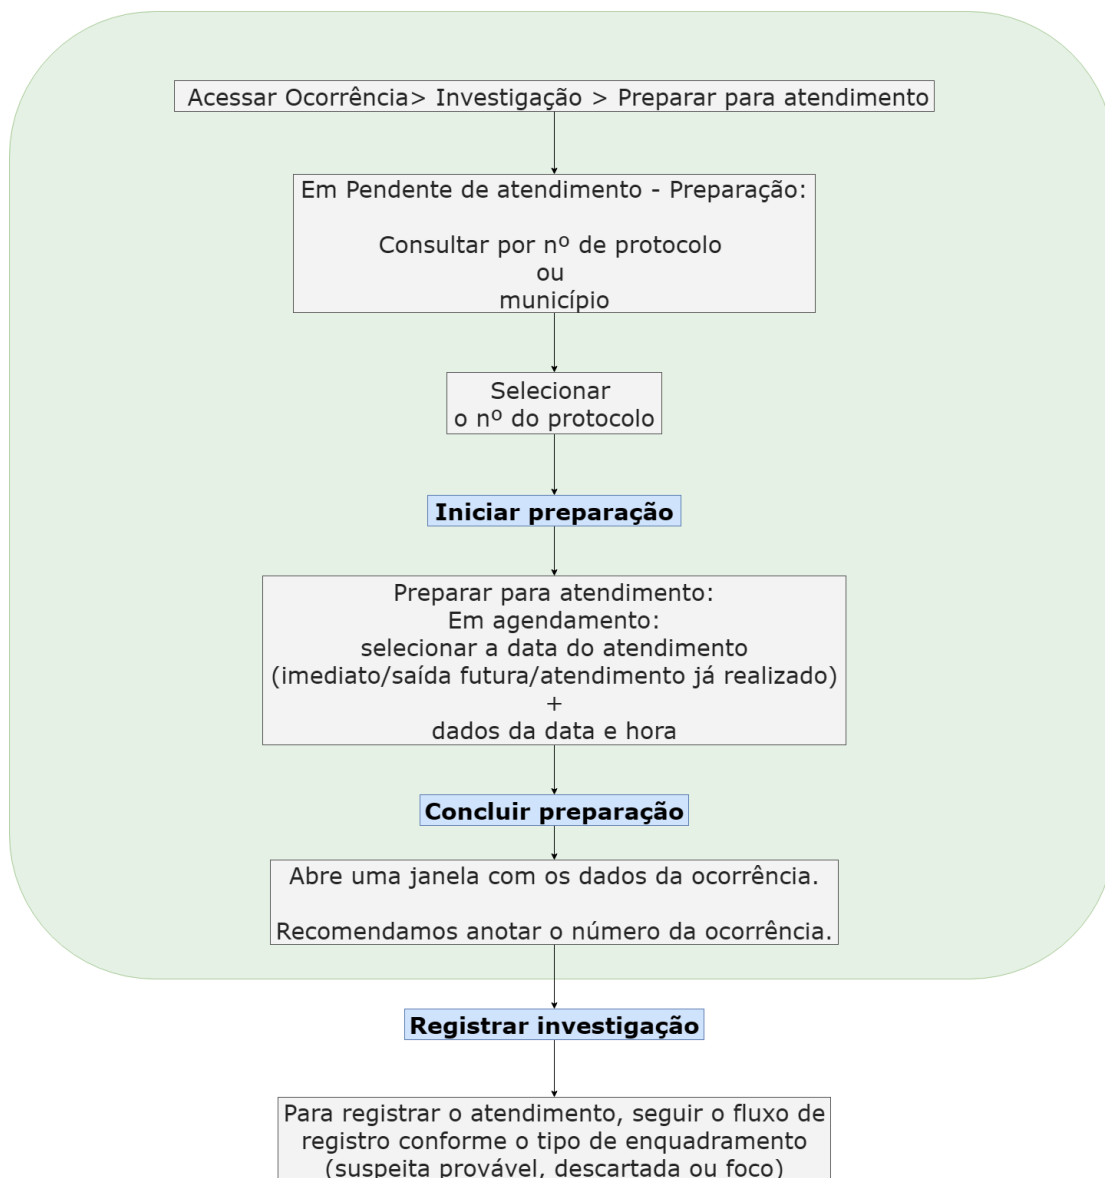 Acessar Ocorrência> Investigação > Preparar para atendimento
Em Pendente de atendimento - Preparação:
Consultar por nº de protocolo
ou
município
Selecionar
o nº do protocolo
Iniciar preparação
Preparar para atendimento:
Em agendamento:
selecionar a data do atendimento
(imediato/saída futura/atendimento já realizado)
+
dados da data e hora
Concluir preparação
Abre uma janela com os dados da ocorrência.
Recomendamos anotar o número da ocorrência.
Registrar investigação
Para registrar o atendimento, seguir o fluxo de
registro conforme o tipo de enquadramento
(suspeita provável, descartada ou foco)